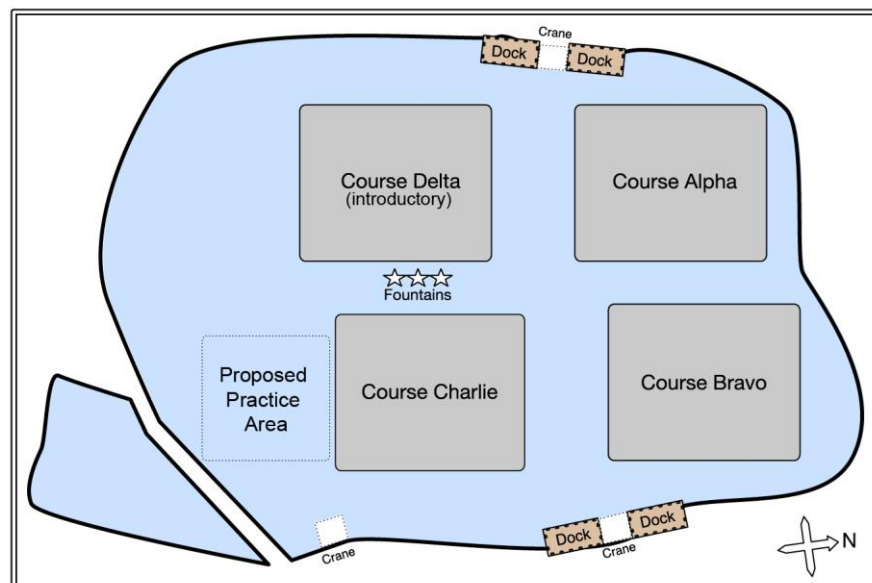 Crane
Dock
Dock
Course Delta
(introductory)
Course Alpha
Fountains
Proposed
Practice
Area
Course Charlie
Course Bravo
Dock
Dock
Crane
Crane
N